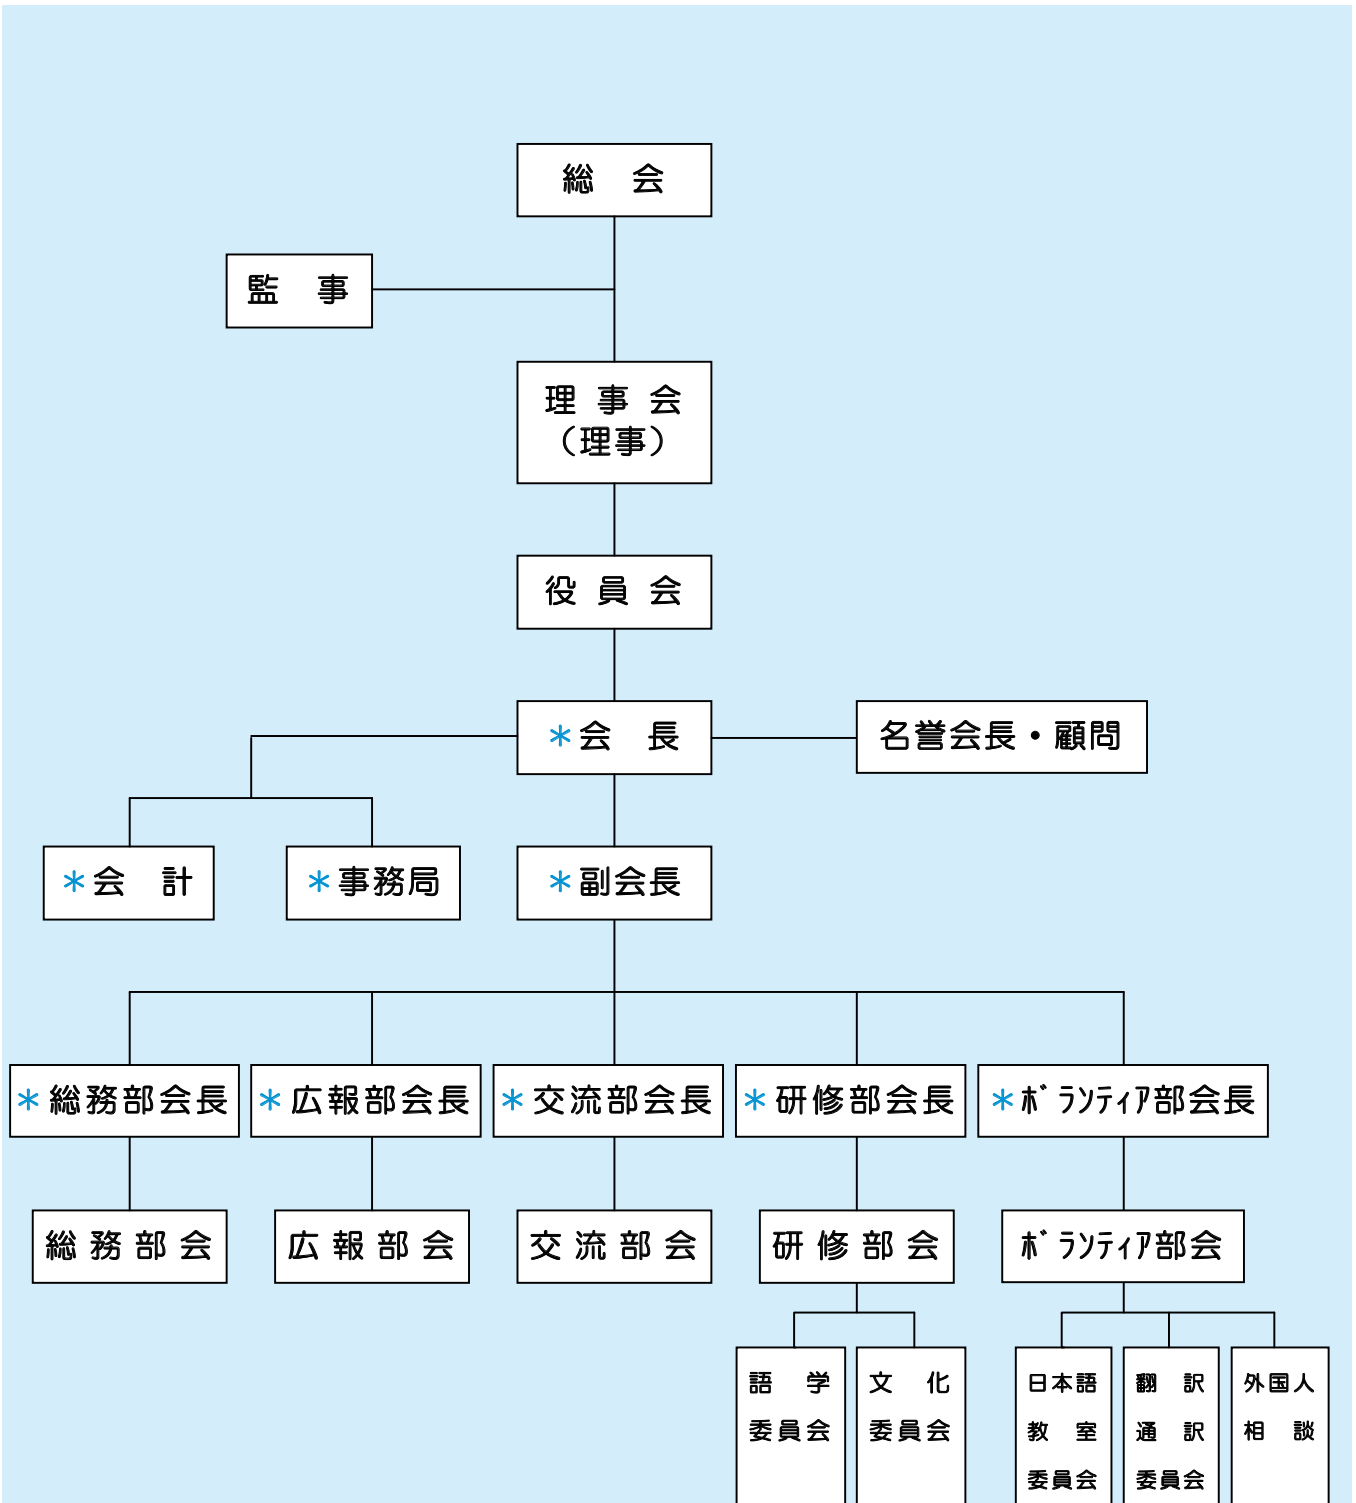 総　会
監　事
理 事 会
（理事）
役 員 会
＊会　長
名誉会長・顧問
＊会　計
＊事務局
＊副会長
＊総務部会長
＊広報部会長
＊交流部会長
＊研修部会長
＊ﾎﾞﾗﾝﾃｨｱ部会長
総 務 部 会
広 報 部 会
交 流 部 会
研 修 部 会
ﾎﾞﾗﾝﾃｨｱ部会
語　学
委員会
文　化
委員会
日本語
教　室
委員会
翻　訳
通　訳
委員会
外国人
相　談